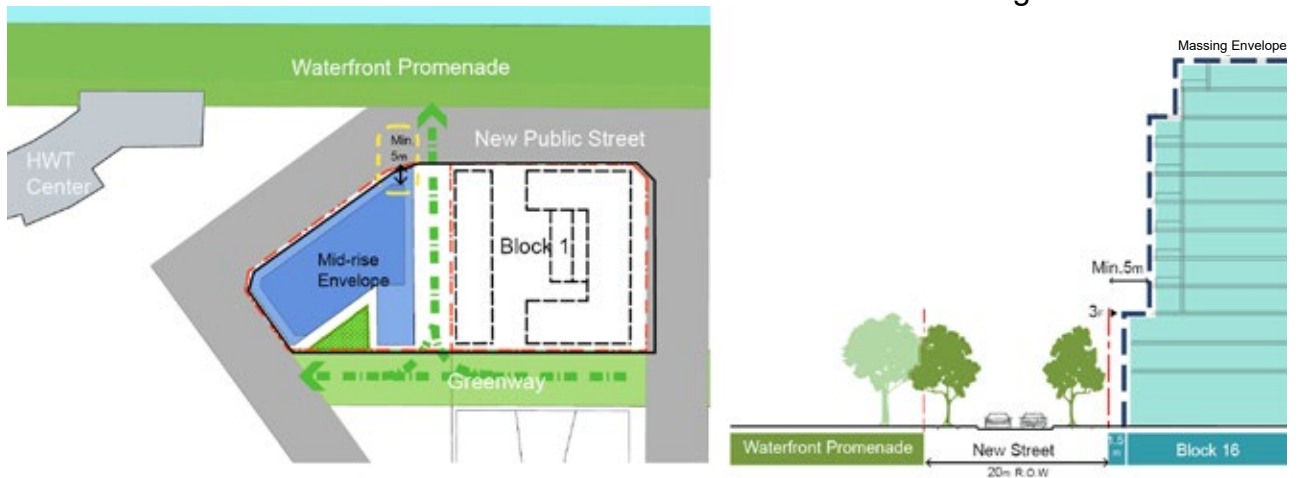 Waterfront Promenade
HWT
Center
Min
5m
New Public Street
Mid-rise
Envelope
Block 1
Greenway
Massing Envelope
Min.5m
3F
Waterfront Promenade
New Street
1.5
m
Block 16
20m R.O.W